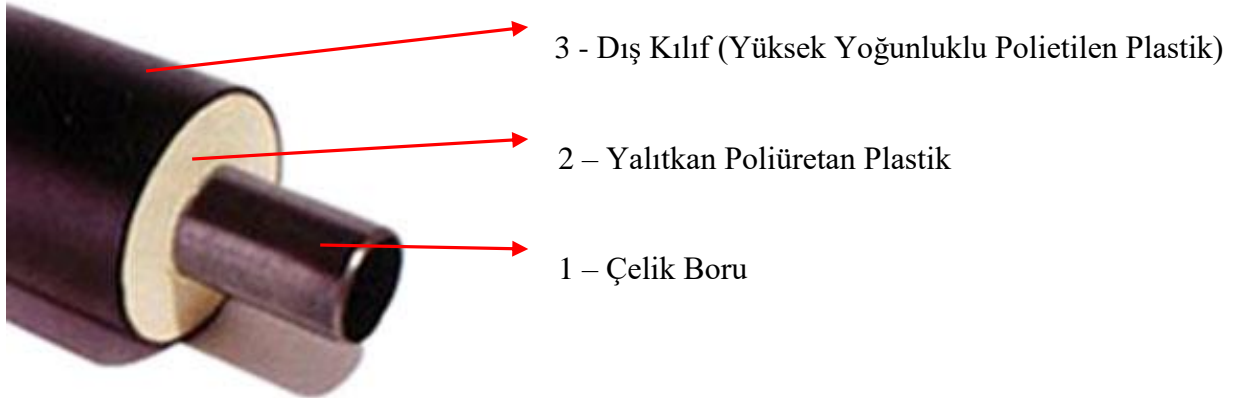 3 - Dış Kılıf (Yüksek Yoğunluklu Polietilen Plastik)
2 – Yalıtkan Poliüretan Plastik
1 – Çelik Boru